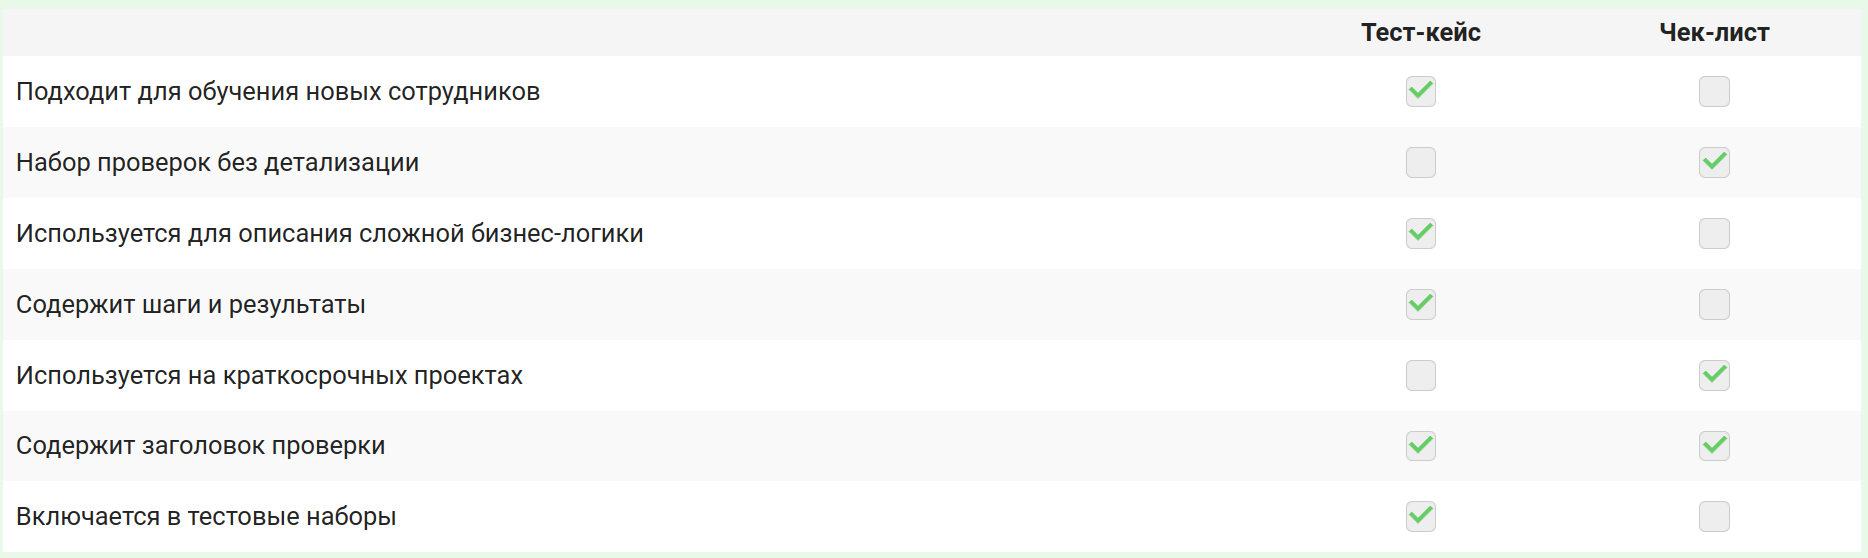 Тест-кейс Чек-лист
Подходит для обучения новых сотрудников
Набор проверок без детализации
Используется для описания сложной бизнес-логики
Содержит шаги и результаты
Используется на краткосрочных проектах
Содержит заголовок проверки
Включается в тестовые наборы